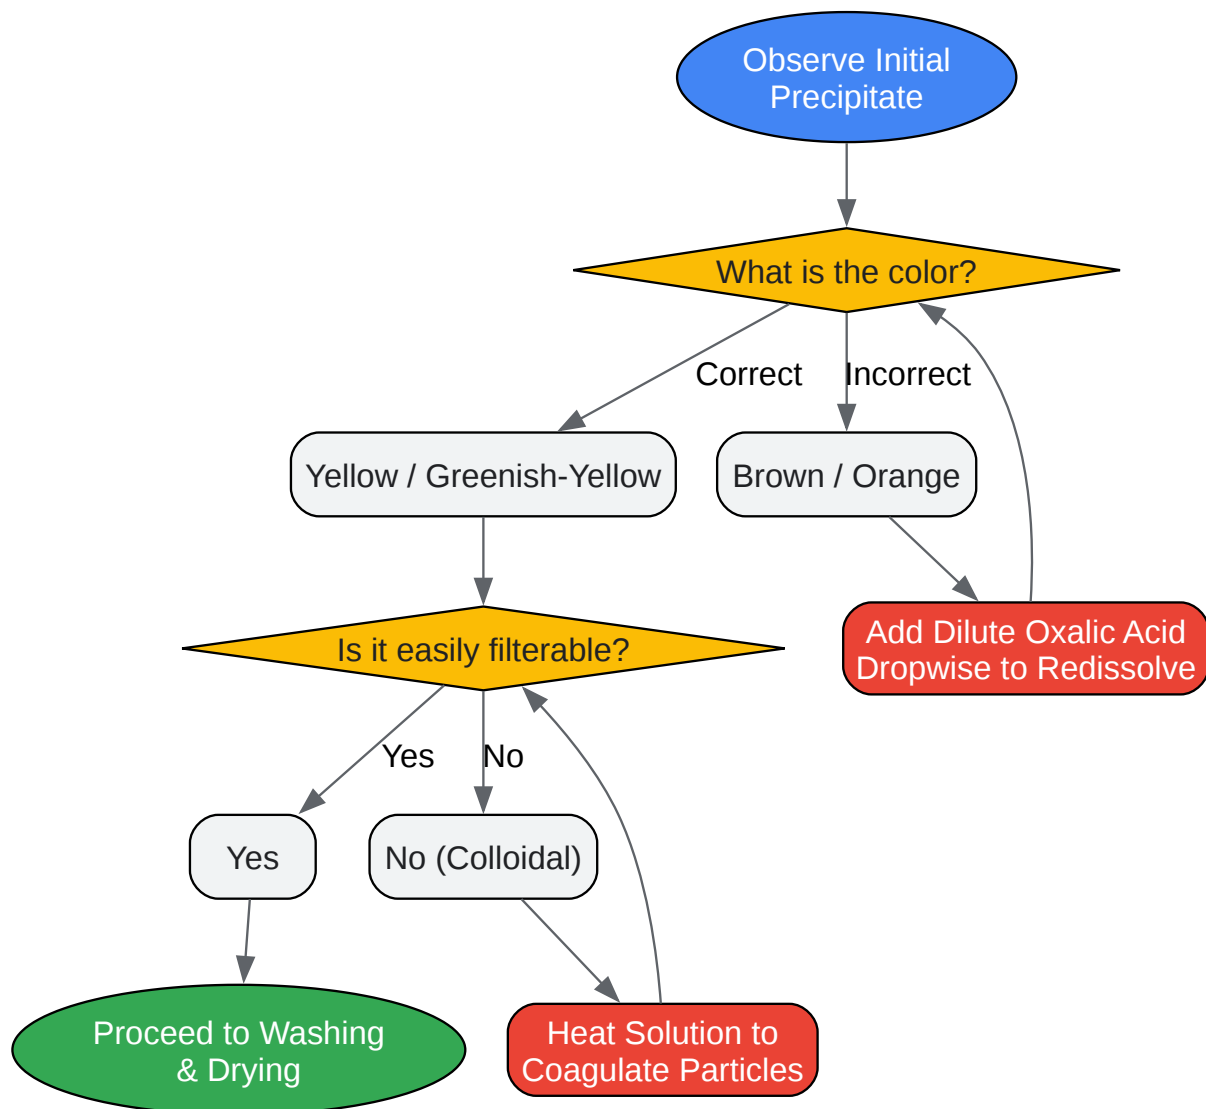 Observe Initial
Precipitate
What is the color?
Correct
Incorrect
Yellow / Greenish-Yellow
Brown / Orange
Add Dilute Oxalic Acid
Dropwise to Redissolve
Is it easily filterable?
Yes
No
Yes
No (Colloidal)
Proceed to Washing
& Drying
Heat Solution to
Coagulate Particles